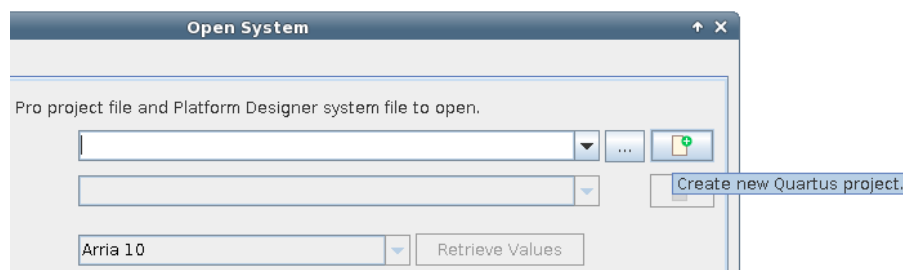 Open System
Pro project file and Platform Designer system file to open.
...
Create new Quartus project.
Arria 10
Retrieve Values